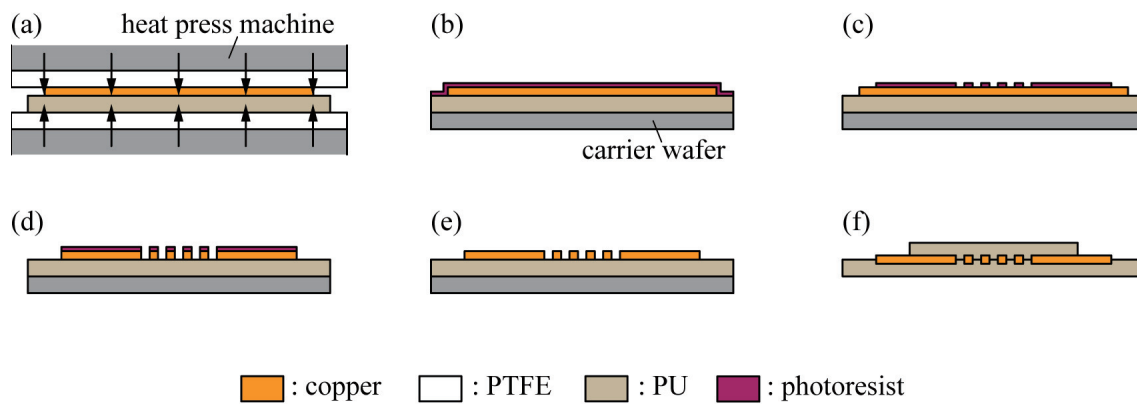 (a)
heat press machine
(b)
carrier wafer
(c)
(d)
(e)
(f)
: copper : PTFE : PU : photoresist